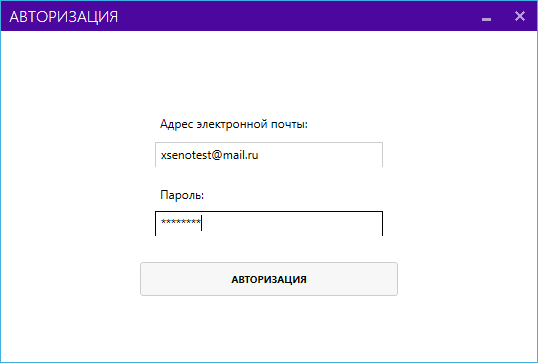 АВТОРИЗАЦИЯ
Адрес электронной почты:
xsenotest@mail.ru
Пароль:
********
АВТОРИЗАЦИЯ